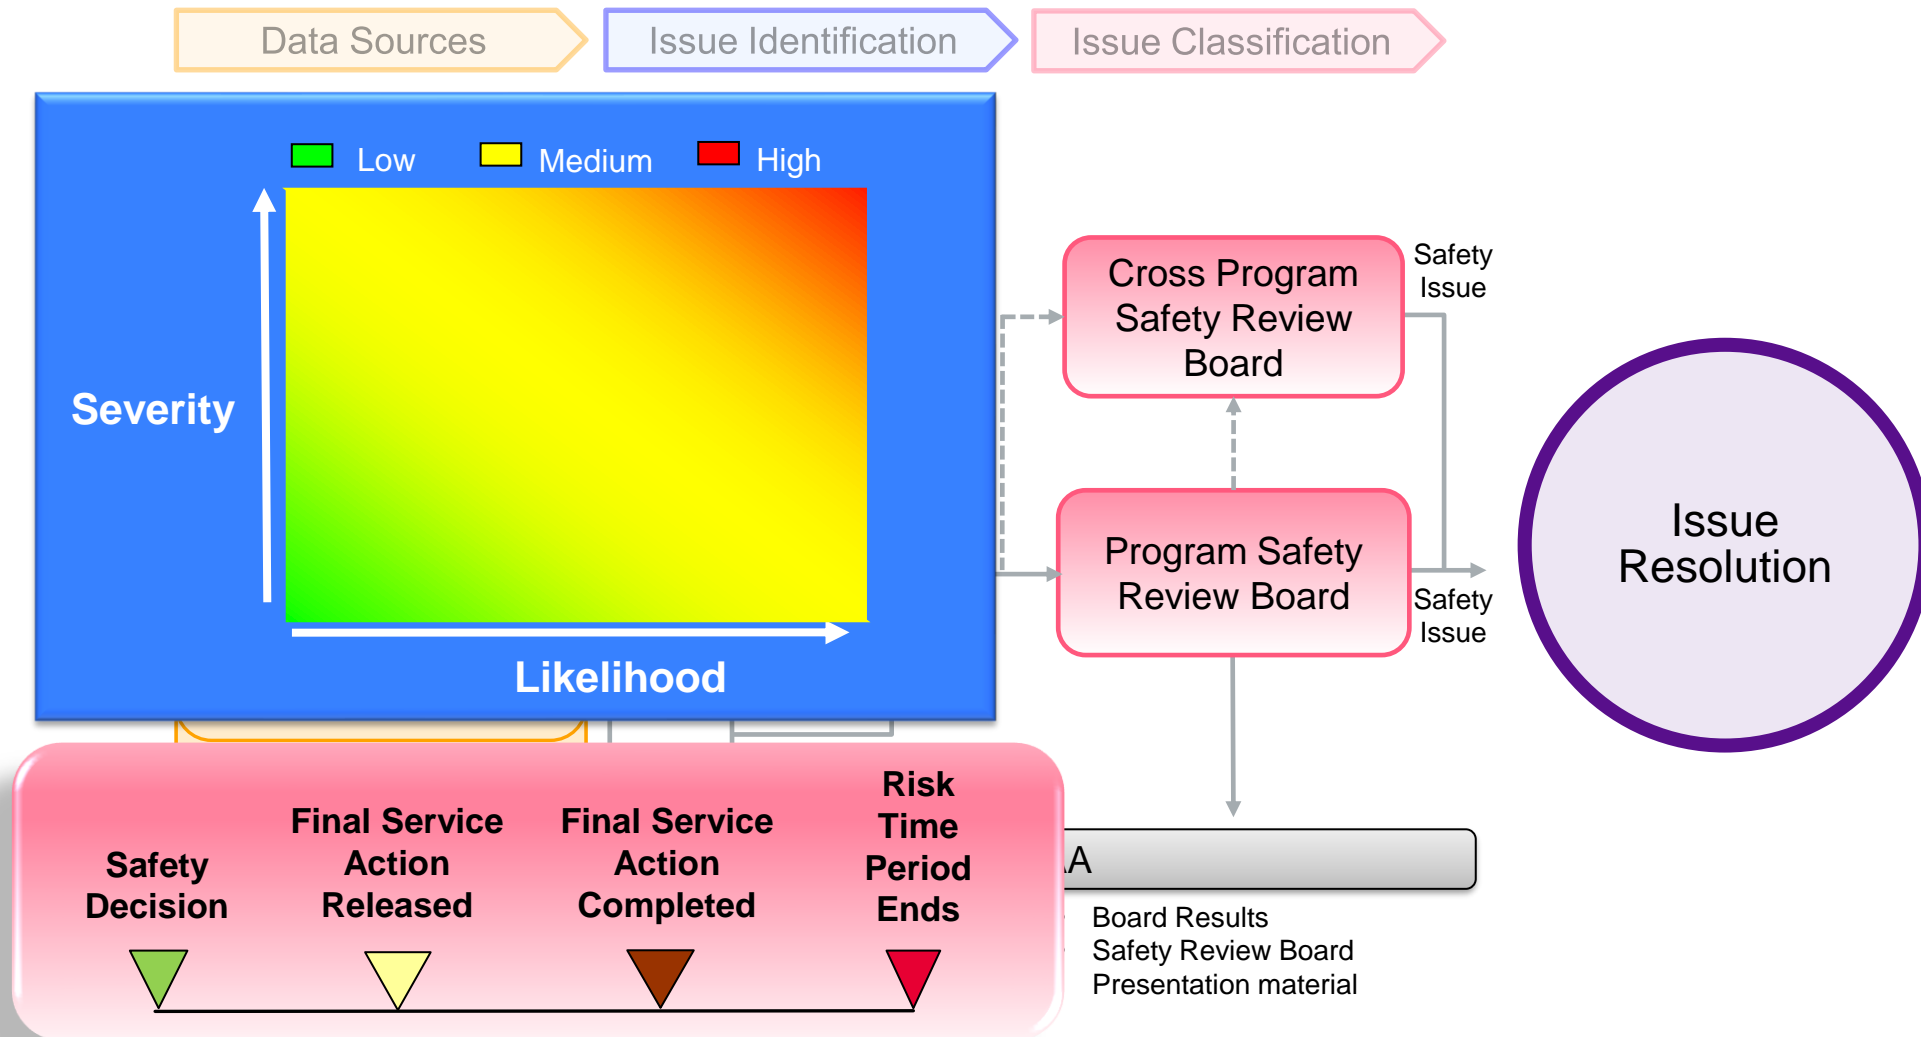 Data Sources
Issue Identification
Issue Classification
Low
Medium
High
Severity
Likelihood
Cross Program
Safety Review
Board
Safety
Issue
Program Safety
Review Board
Safety
Issue
Issue
Resolution
Safety
Decision
Final Service
Action
Released
Final Service
Action
Completed
Risk
Time
Period
Ends
Board Results
Safety Review Board
Presentation material